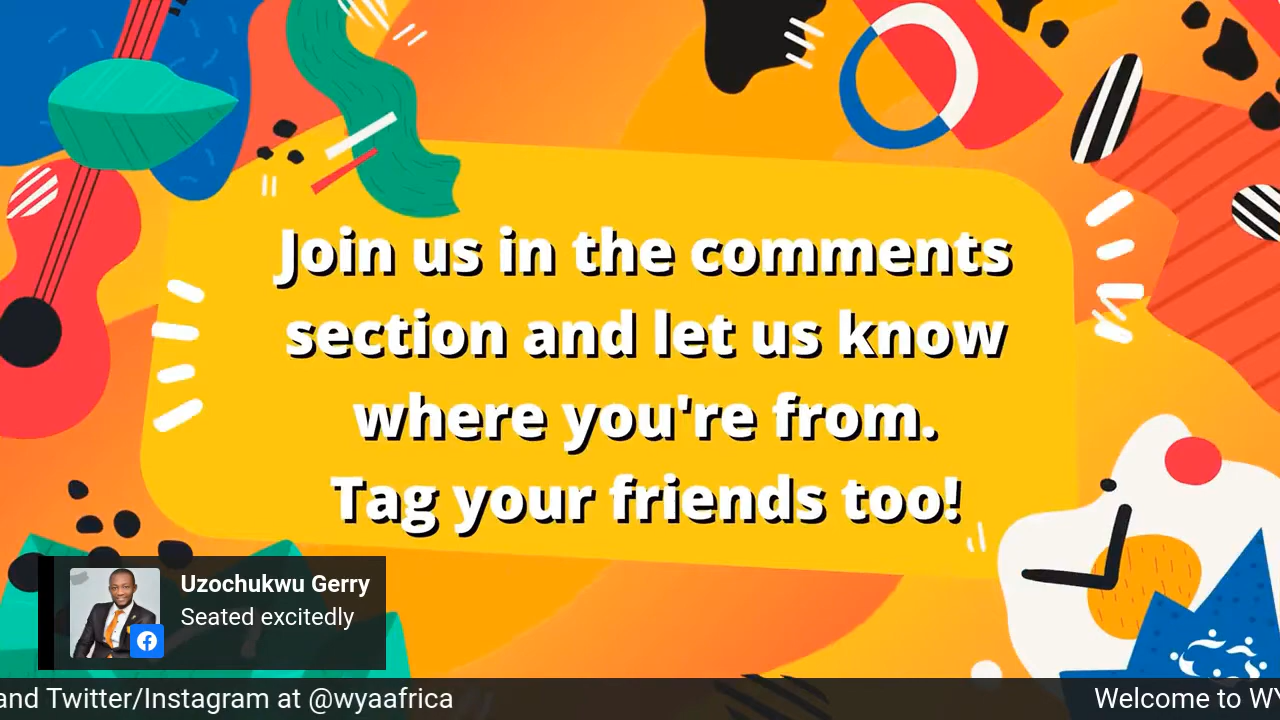 Join us in the comments
section and let us know
where you're from.
Tag your friends too!
Uzochukwu Gerry
Seated excitedly
and Twitter/Instagram at @wyaafrica
Welcome to WY